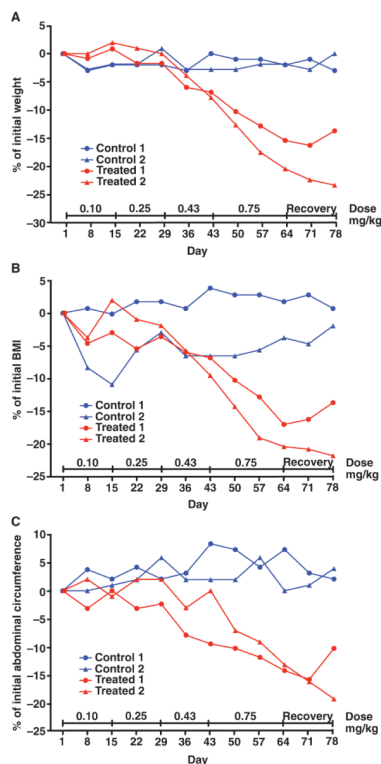 A
% of initial weight
5
0
−5
−10
−15
−20
−25
−30
Control 1
Control 2
Treated 1
Treated 2
0.10 0.25 0.43 0.75 Recovery Dose
mg/kg
1 8 15 22 29 36 43 50 57 64 71 78
Day
B
% of initial BMI
5
0
−5
−10
−15
−20
−25
Control 1
Control 2
Treated 1
Treated 2
0.10 0.25 0.43 0.75 Recovery Dose
mg/kg
1 8 15 22 29 36 43 50 57 64 71 78
Day
C
% of initial abdominal circumference
10
5
0
−5
−10
−15
−20
−25
Control 1
Control 2
Treated 1
Treated 2
0.10 0.25 0.43 0.75 Recovery Dose
mg/kg
1 8 15 22 29 36 43 50 57 64 71 78
Day